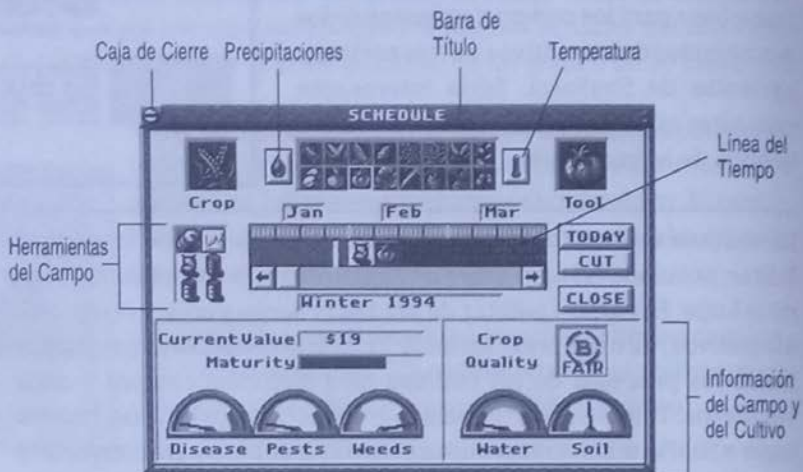 Barra de
Título
Caja de Cierre
Precipitaciones
Temperatura
SCHEDULE
Línea del
Tiempo
Crop
Tool
Jan
Feb
Mar
Herramientas
del Campo
TODAY
CUT
CLOSE
Winter 1994
Current Value $19
Maturity
Crop
Quality
B
FAIR
Información
del Campo y
del Cultivo
Disease
Pests
Weeds
Water
Soil